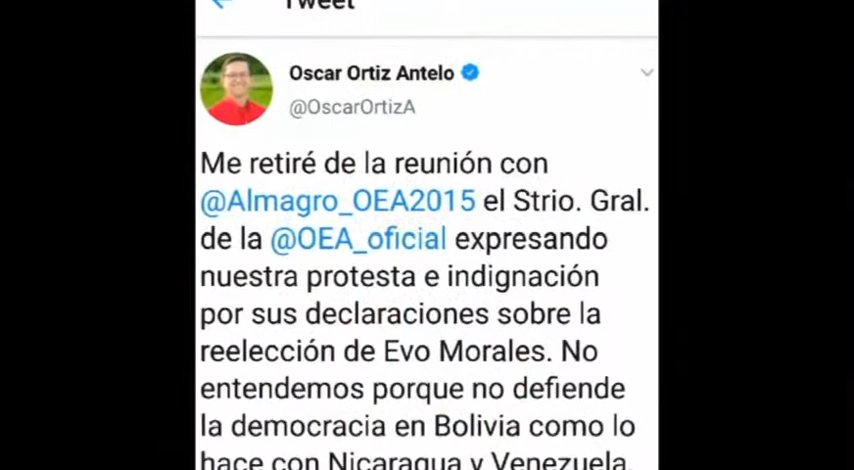 Tweet
Oscar Ortiz Antelo
@OscarOrtizA
Me retiré de la reunión con
@Almagro_OEA2015 el Strio. Gral.
de la @OEA_oficial expresando
nuestra protesta e indignación
por sus declaraciones sobre la
reelección de Evo Morales. No
entendemos porque no defiende
la democracia en Bolivia como lo
hace con Nicaragua y Venezuela.